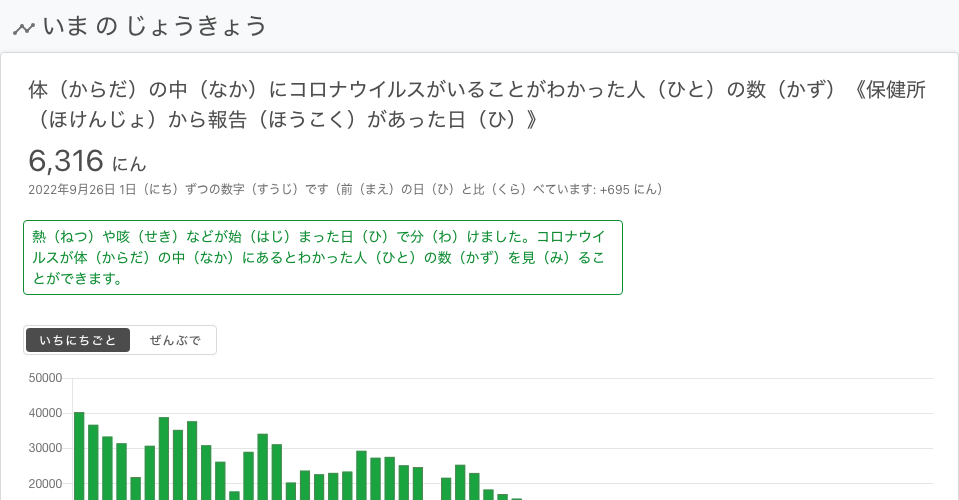 いま の じょうきょう
体（からだ）の中（なか）にコロナウイルスがいることがわかった人（ひと）の数（かず）《保健所
（ほけんじょ）から報告（ほうこく）があった日（ひ）》
6,316 にん
2022年9月26日 1日（にち）ずつの数字（すうじ）です（前（まえ）の日（ひ）と比（くら）べています: +695 にん）
熱（ねつ）や咳（せき）などが始（はじ）まった日（ひ）で分（わ）けました。コロナウイ
ルスが体（からだ）の中（なか）にあるとわかった人（ひと）の数（かず）を見（み）るこ
とができます。
いちにちごと ぜんぶで
50000
40000
30000
20000